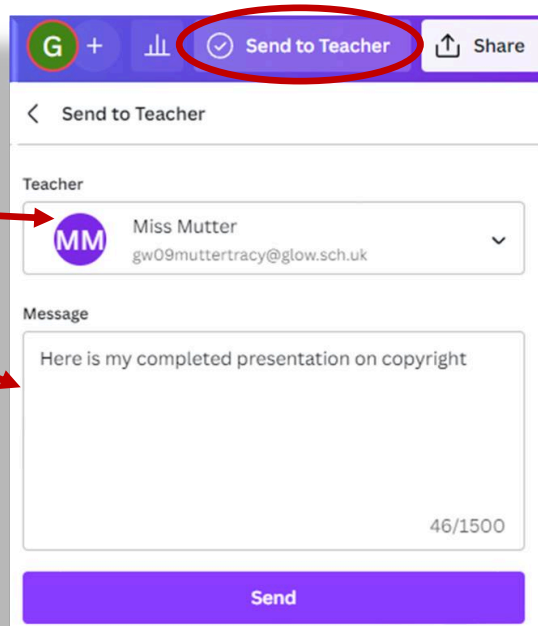 G + Send to Teacher Share
Send to Teacher
Teacher
MM Miss Mutter
gw09muttertracy@glow.sch.uk
Message
Here is my completed presentation on copyright
46/1500
Send